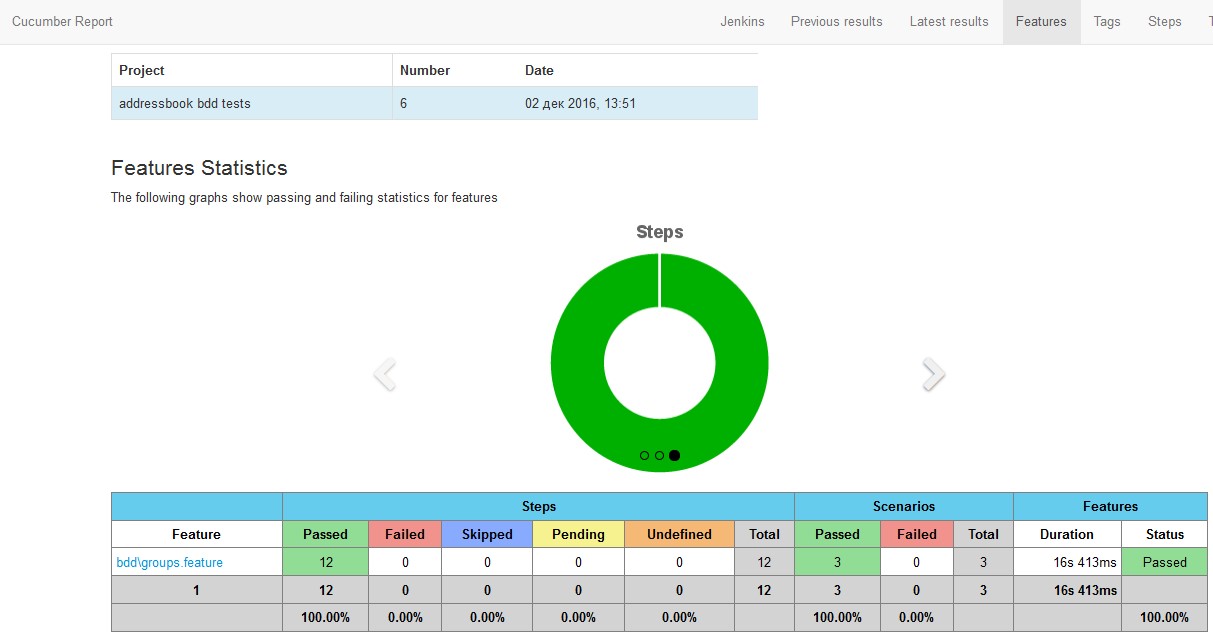 Cucumber Report Jenkins Previous results Latest results Features Tags Steps
Project Number Date
addressbook bdd tests 6 02 дек 2016, 13:51
Features Statistics
The following graphs show passing and failing statistics for features
Steps
Steps Scenarios Features
Feature Passed Failed Skipped Pending Undefined Total Passed Failed Total Duration Status
bdd\groups.feature 12 0 0 0 0 12 3 0 3 16s 413ms Passed
1 12 0 0 0 0 12 3 0 3 16s 413ms
100.00% 0.00% 0.00% 0.00% 0.00% 100.00% 0.00% 100.00%